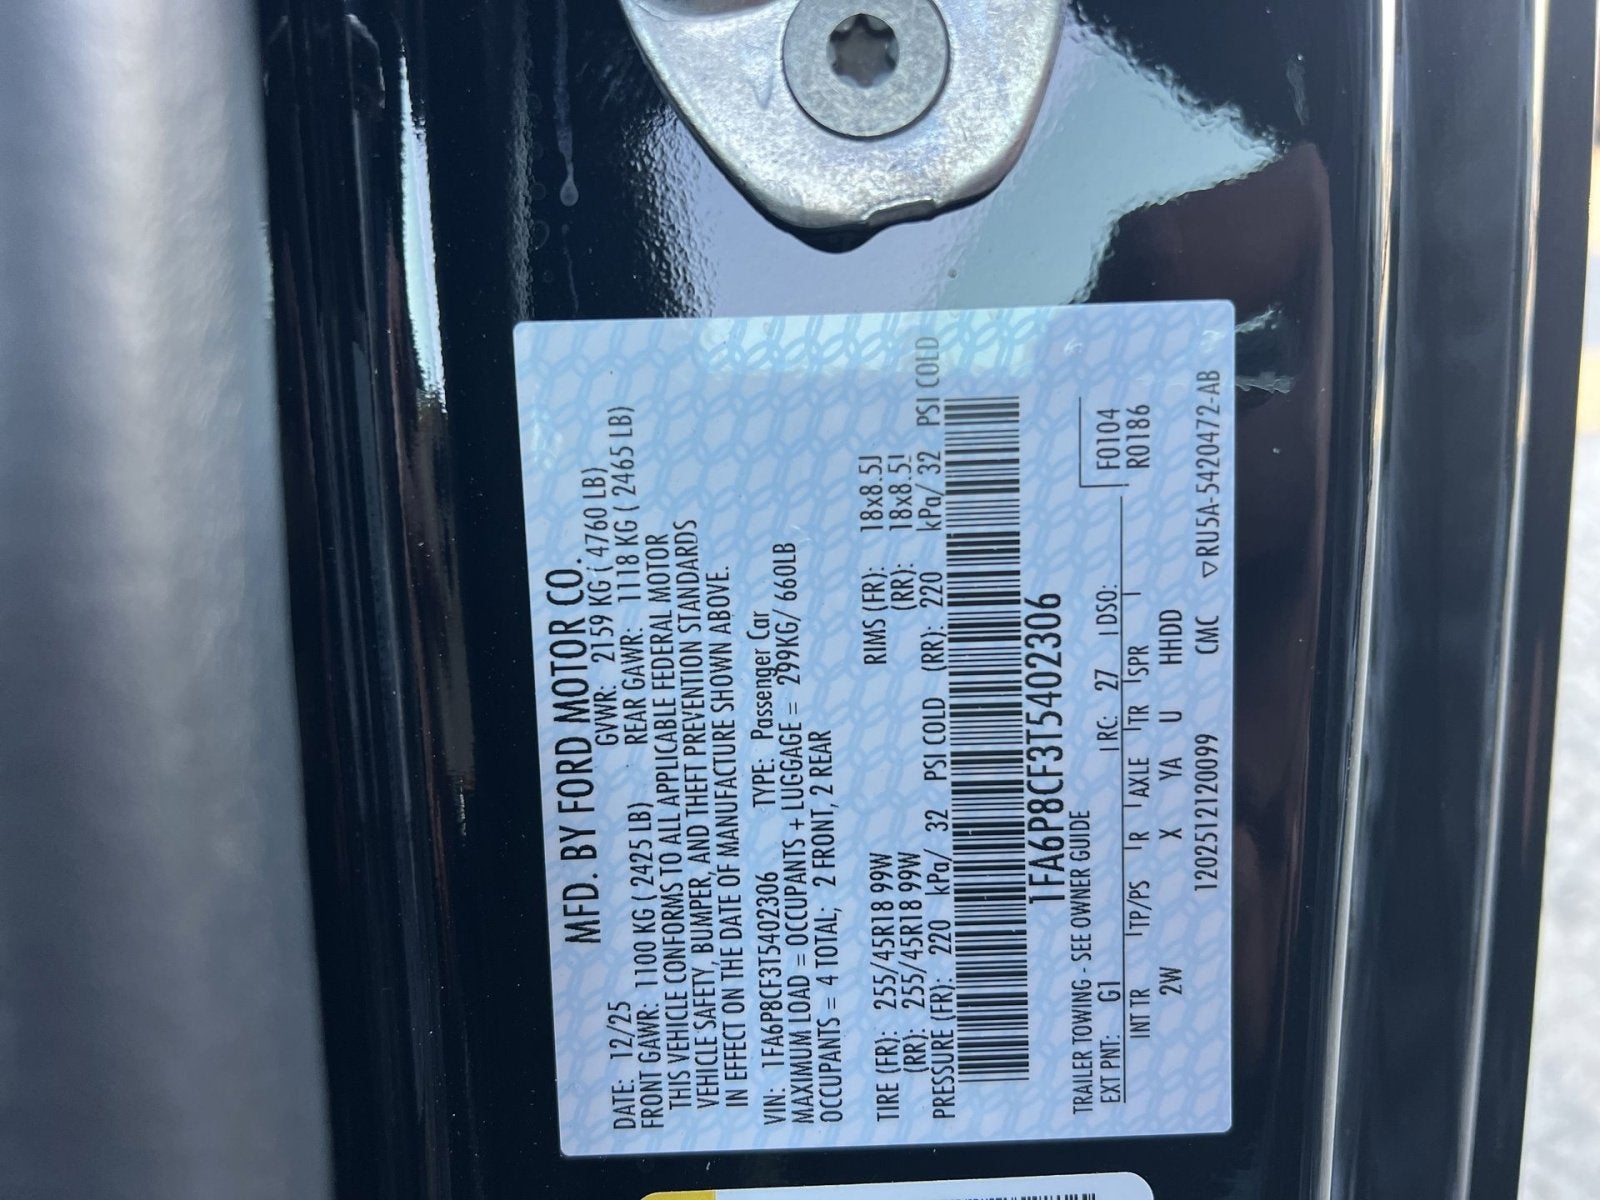 MFD. BY FORD MOTOR CO.
DATE: 12/25 GVWR: 2159 KG ( 4760 LB)
FRONT GAWR: 1100 KG ( 2425 LB) REAR GAWR: 1118 KG ( 2465 LB)
THIS VEHICLE CONFORMS TO ALL APPLICABLE FEDERAL MOTOR
VEHICLE SAFETY, BUMPER, AND THEFT PREVENTION STANDARDS
IN EFFECT ON THE DATE OF MANUFACTURE SHOWN ABOVE.
VIN: 1FA6P8CF3T5402306 TYPE: Passenger Car
MAXIMUM LOAD = OCCUPANTS + LUGGAGE = 299KG/ 660LB
OCCUPANTS = 4 TOTAL; 2 FRONT, 2 REAR
TIRE (FR): 255/45R18 99W RIMS (FR): 18x8.5J
(RR): 255/45R18 99W (RR): 18x8.5J
PRESSURE (FR): 220 kPa/ 32 PSI COLD (RR): 220 kPa/ 32 PSI COLD
1FA6P8CF3T5402306
TRAILER TOWING - SEE OWNER GUIDE F0104
EXT PNT: G1 RC: 27 DSO: R0186
INT TR TP/PS R AXLE TR SPR
2W X YA U HHDD
120251212099 CMC ▽RU5A-5420472-AB